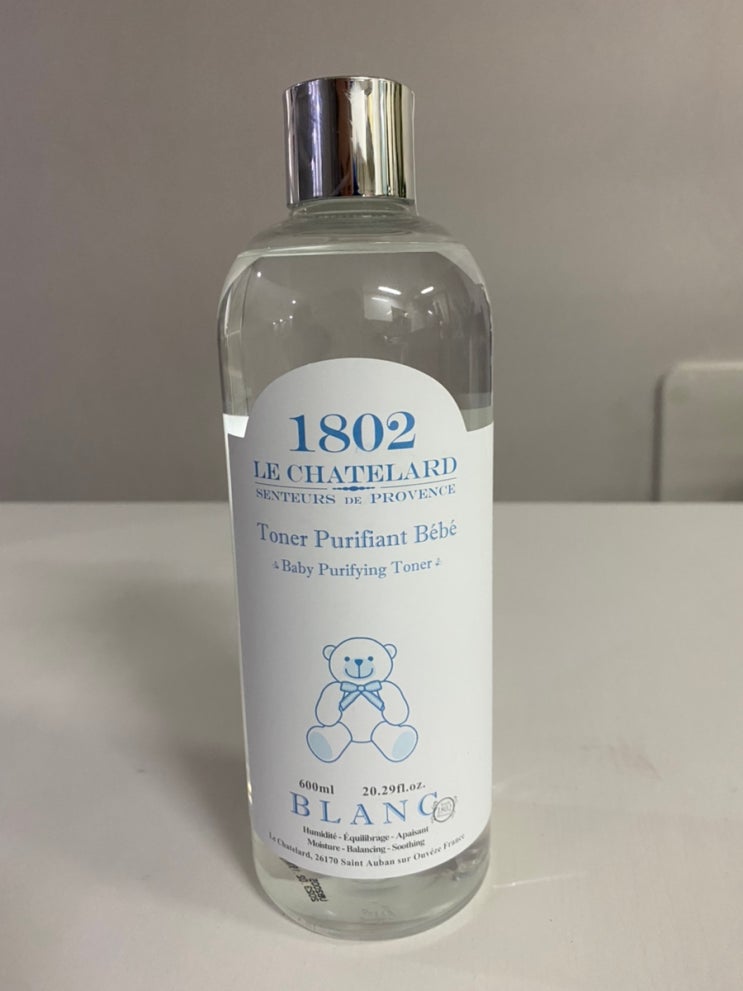 1802
LE CHATELARD
SENTEURS DE PROVENCE
Toner Purifiant Bébé
Baby Purifying Toner
600ml 20.29fl.oz.
BLANC
Humidité - Équilibrage - Apaisant
Moisture - Balancing - Soothing
Le Chatelard, 26170 Saint Auban sur Ouvèze France